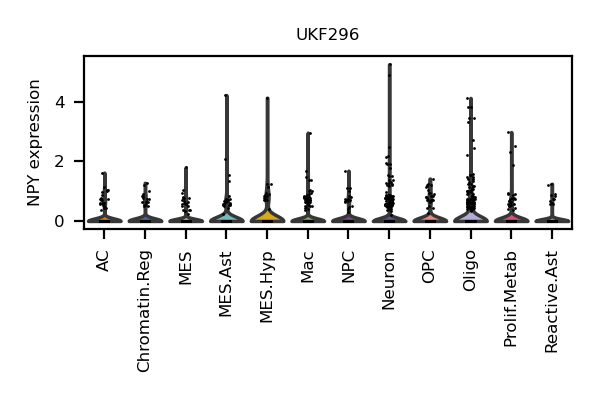 UKF296
NPY expression
4
2
0
AC
Chromatin.Reg
MES
MES.Ast
MES.Hyp
Mac
NPC
Neuron
OPC
Oligo
Prolif.Metab
Reactive.Ast